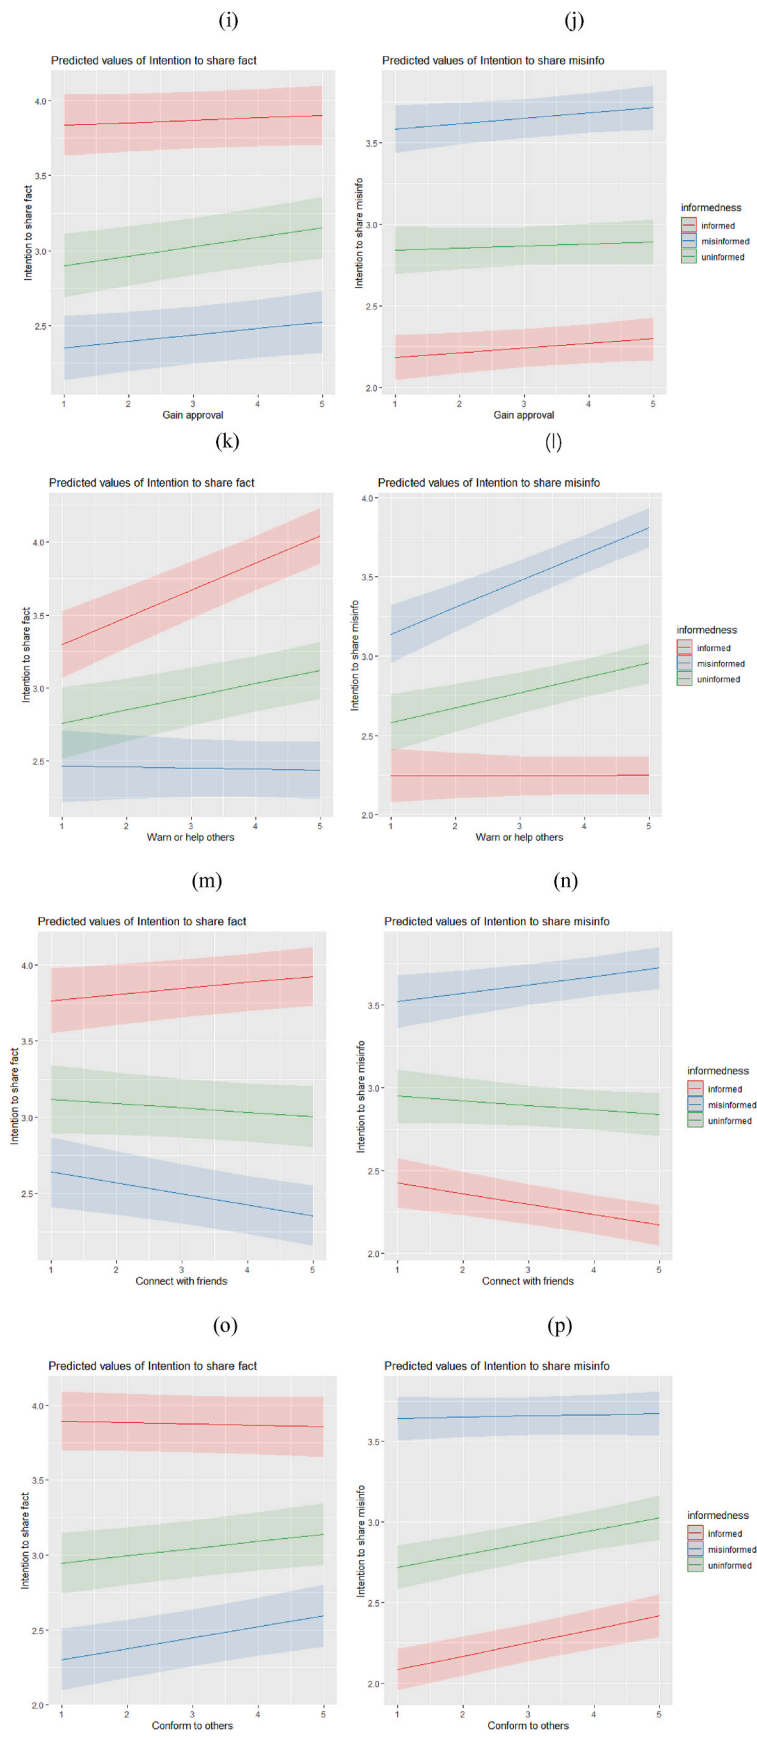 (i)
(j)
Predicted values of Intention to share fact
Predicted values of Intention to share misinfo
Intention to share fact
4.0
3.5
3.0
2.5
1 2 3 4 5
Gain approval
Intention to share misinfo
3.5
3.0
2.5
2.0
1 2 3 4 5
Gain approval
informedness
informed
misinformed
uninformed
(k)
(l)
Predicted values of Intention to share fact
Predicted values of Intention to share misinfo
Intention to share fact
4.0
3.5
3.0
2.5
1 2 3 4 5
Warn or help others
Intention to share misinfo
4.0
3.5
3.0
2.5
2.0
1 2 3 4 5
Warn or help others
informedness
informed
misinformed
uninformed
(m)
(n)
Predicted values of Intention to share fact
Predicted values of Intention to share misinfo
Intention to share fact
4.0
3.5
3.0
2.5
1 2 3 4 5
Connect with friends
Intention to share misinfo
3.5
3.0
2.5
2.0
1 2 3 4 5
Connect with friends
informedness
informed
misinformed
uninformed
(o)
(p)
Predicted values of Intention to share fact
Predicted values of Intention to share misinfo
Intention to share fact
4.0
3.5
3.0
2.5
2.0
1 2 3 4 5
Conform to others
Intention to share misinfo
3.5
3.0
2.5
2.0
1 2 3 4 5
Conform to others
informedness
informed
misinformed
uninformed